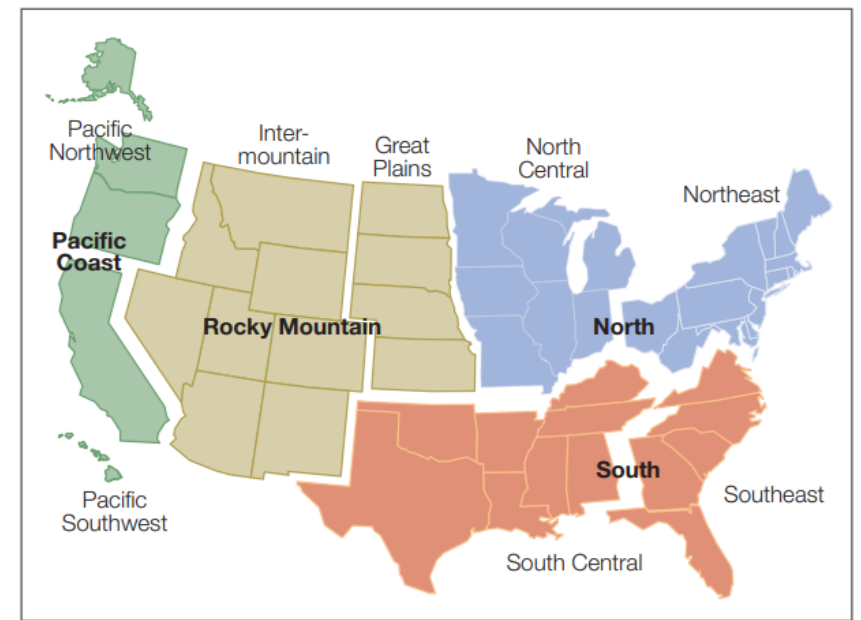 Pacific
Northwest
Inter-
mountain
Great
Plains
North
Central
Northeast
Pacific
Coast
Rocky Mountain
North
South
Southeast
Pacific
Southwest
South Central